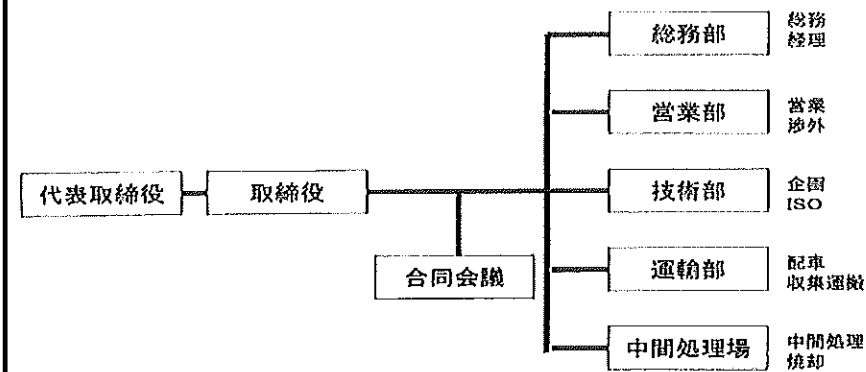 総務部
総務
経理
営業部
営業
渉外
代表取締役
取締役
技術部
企画
ISO
合同会議
運輸部
配車
収集運搬
中間処理場
中間処理
焼却